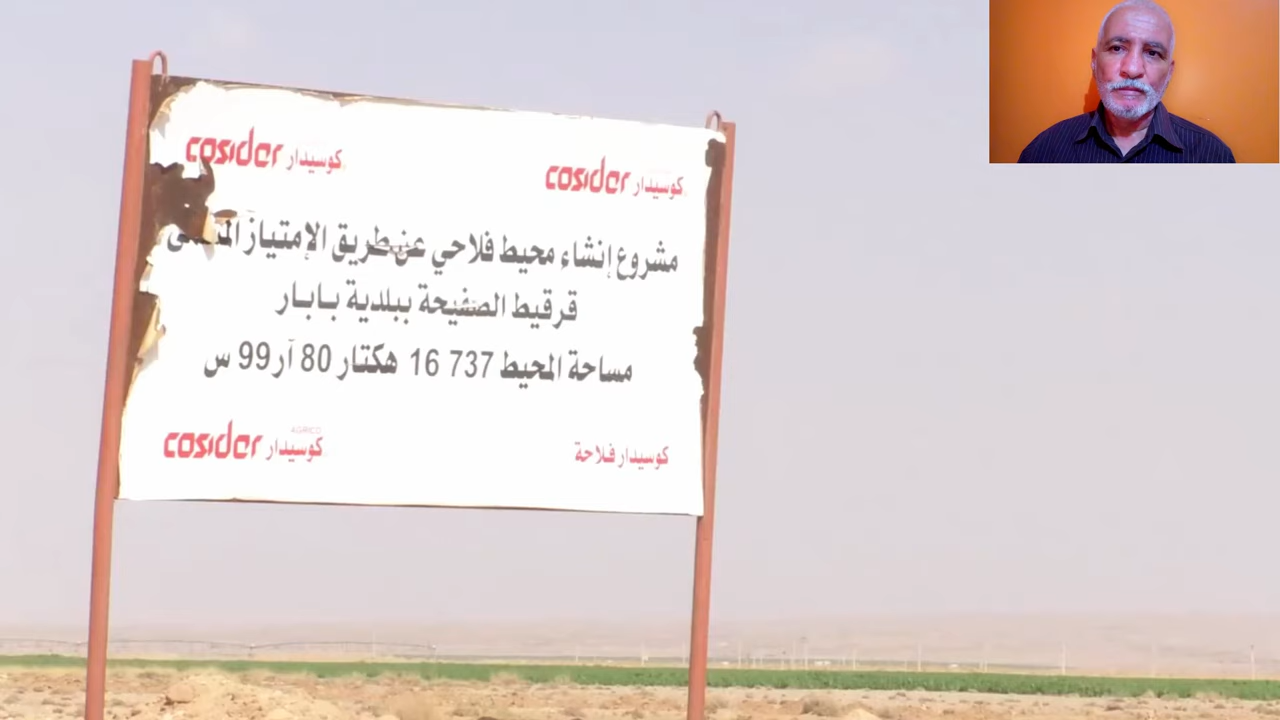 cosider كوسيدار
cosider كوسيدار
مشروع إنشاء محيط فلاحي عن طريق الإمتياز
قرقيط الصفيحة ببلدية بابار
مساحة المحيط 737 16 هكتار 80 آر 99 س
cosider AGRICO كوسيدار
كوسيدار فلاحة